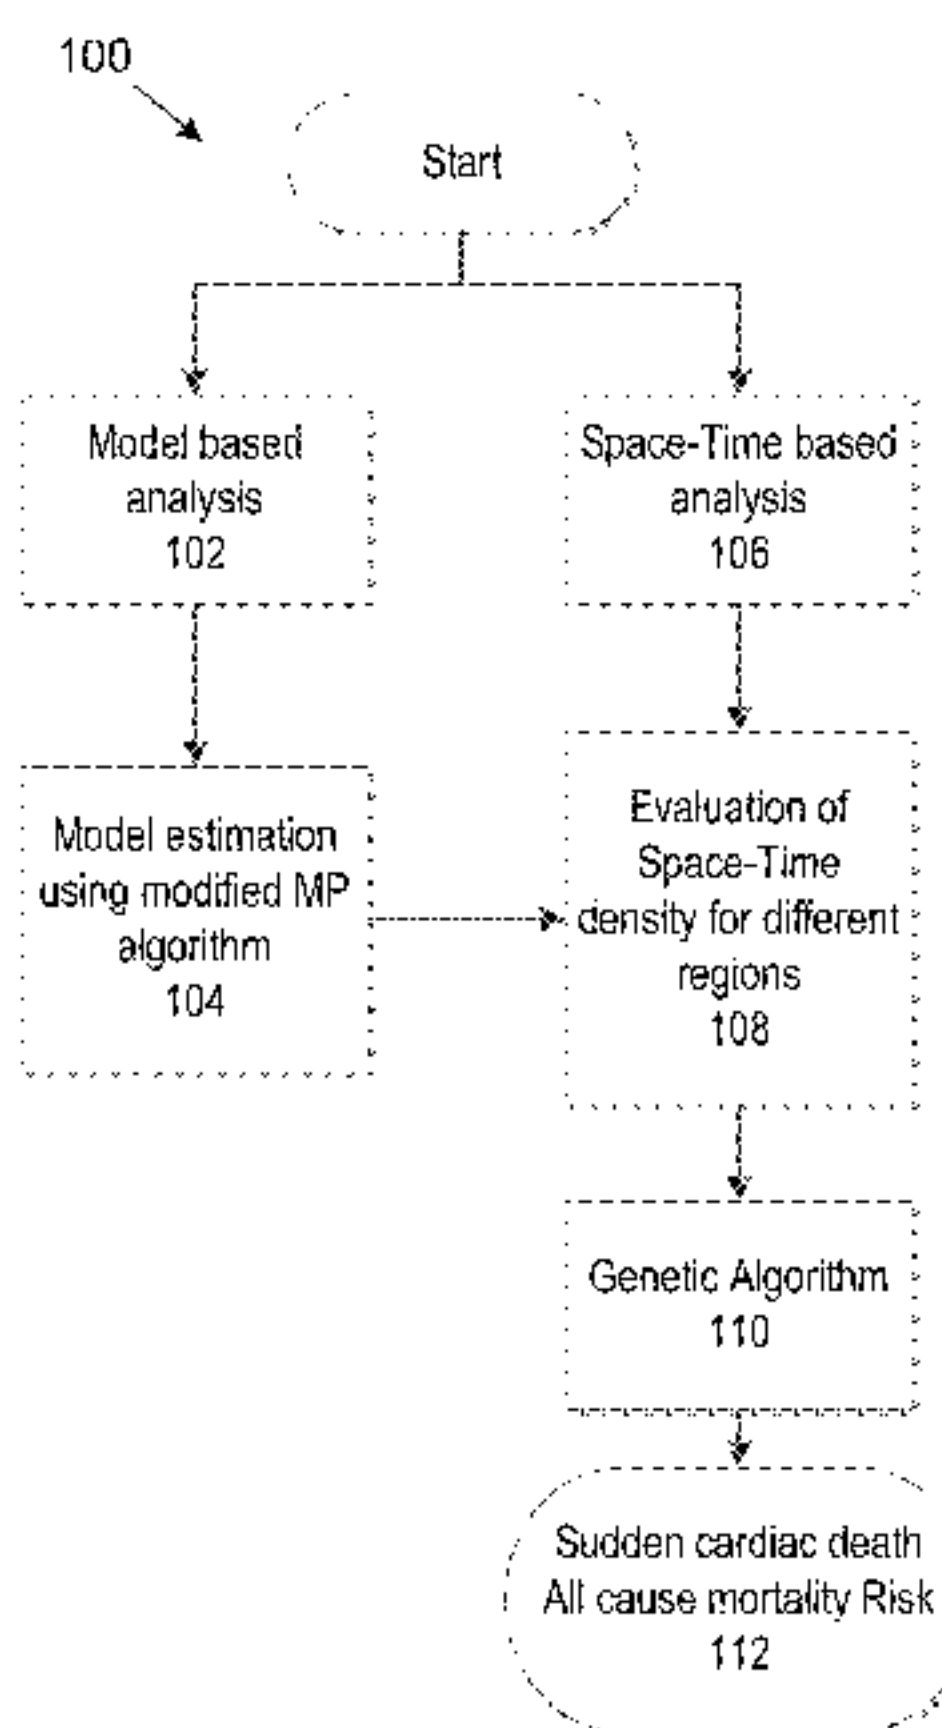 100
Start
Model based
analysis
102
Space-Time based
analysis
106
Model estimation
using modified MP
algorithm
104
Evaluation of
Space-Time
density for different
regions
108
Genetic Algorithm
110
Sudden cardiac death
All cause mortality Risk
112